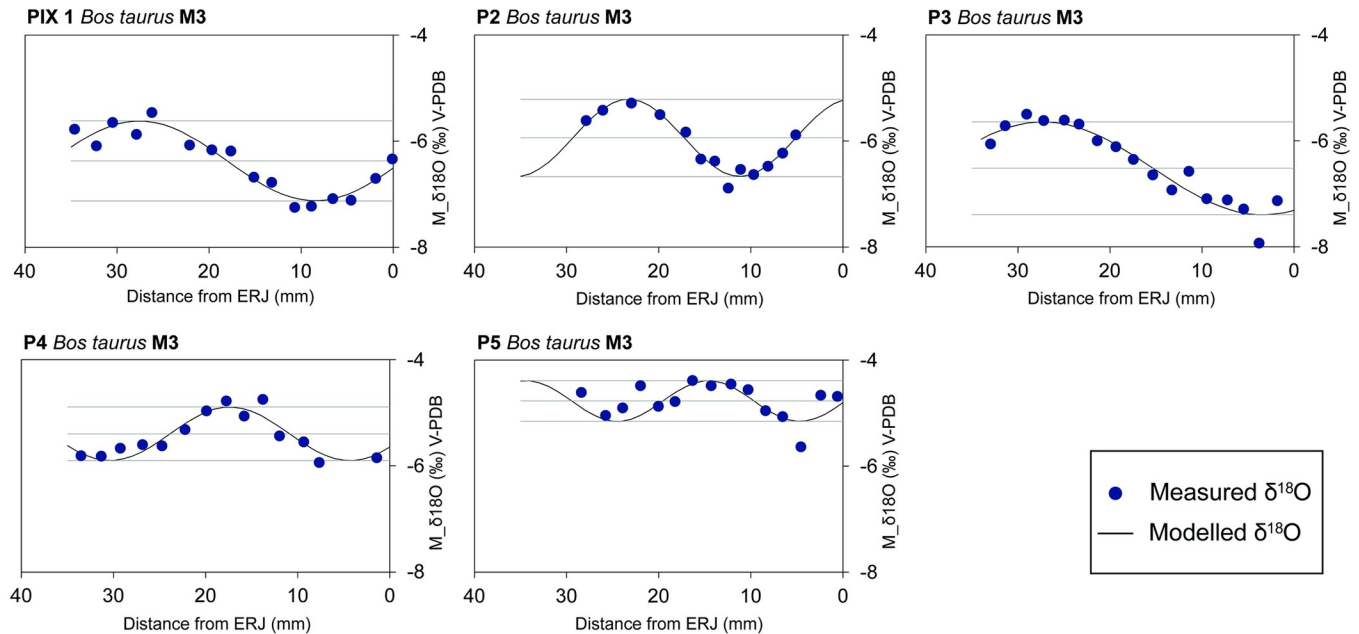 PIX 1 Bos taurus M3
-4
-6
-8
M_δ18O (‰) V-PDB
40 30 20 10 0
Distance from ERJ (mm)
P2 Bos taurus M3
-4
-6
-8
M_δ18O (‰) V-PDB
40 30 20 10 0
Distance from ERJ (mm)
P3 Bos taurus M3
-4
-6
-8
M_δ18O (‰) V-PDB
40 30 20 10 0
Distance from ERJ (mm)
P4 Bos taurus M3
-4
-6
-8
M_δ18O (‰) V-PDB
40 30 20 10 0
Distance from ERJ (mm)
P5 Bos taurus M3
-4
-6
-8
M_δ18O (‰) V-PDB
40 30 20 10 0
Distance from ERJ (mm)
Measured δ¹⁸O
Modelled δ¹⁸O